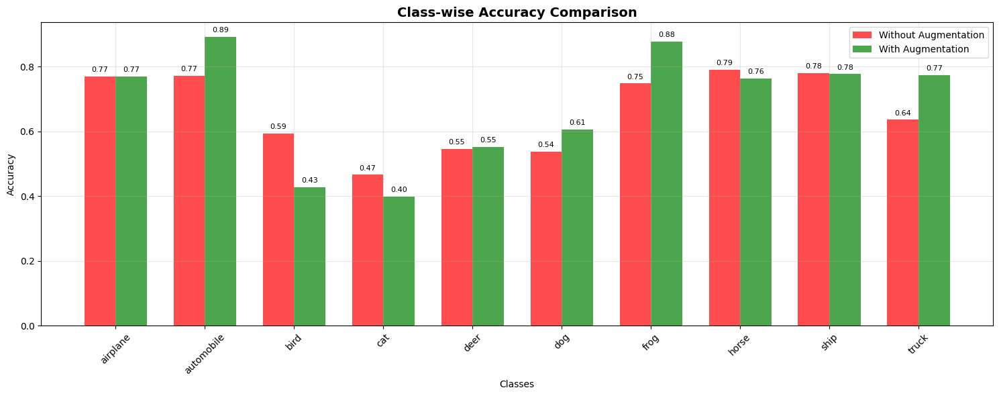 Class-wise Accuracy Comparison
Without Augmentation
With Augmentation
Accuracy
0.8
0.6
0.4
0.2
0.0
0.77 0.77
0.77 0.89
0.59 0.43
0.47 0.40
0.55 0.55
0.54 0.61
0.75 0.88
0.79 0.76
0.78 0.78
0.64 0.77
airplane
automobile
bird
cat
deer
dog
frog
horse
ship
truck
Classes